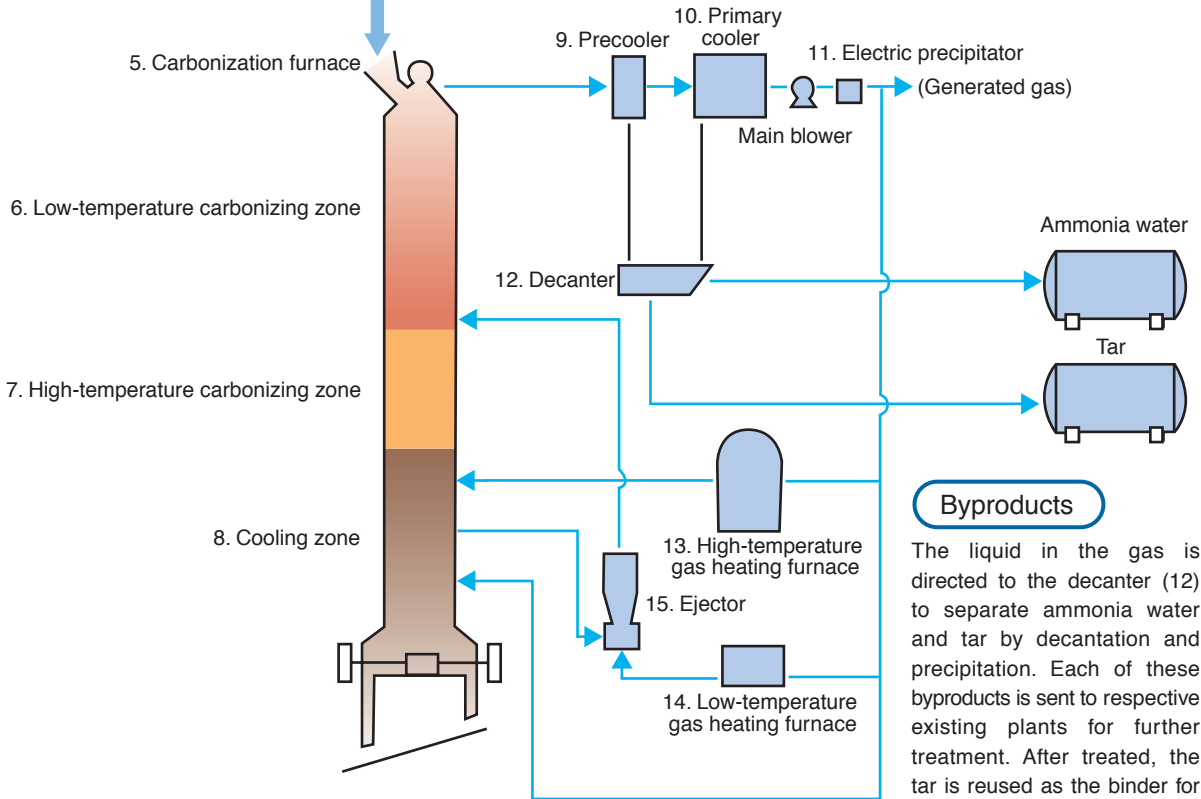 5. Carbonization furnace
9. Precooler
10. Primary
cooler
11. Electric precipitator
(Generated gas)
Main blower
6. Low-temperature carbonizing zone
12. Decanter
Ammonia water
Tar
7. High-temperature carbonizing zone
8. Cooling zone
13. High-temperature
gas heating furnace
15. Ejector
14. Low-temperature
gas heating furnace
Byproducts
The liquid in the gas is
directed to the decanter (12)
to separate ammonia water
and tar by decantation and
precipitation. Each of these
byproducts is sent to respective
existing plants for further
treatment. After treated, the
tar is reused as the binder for